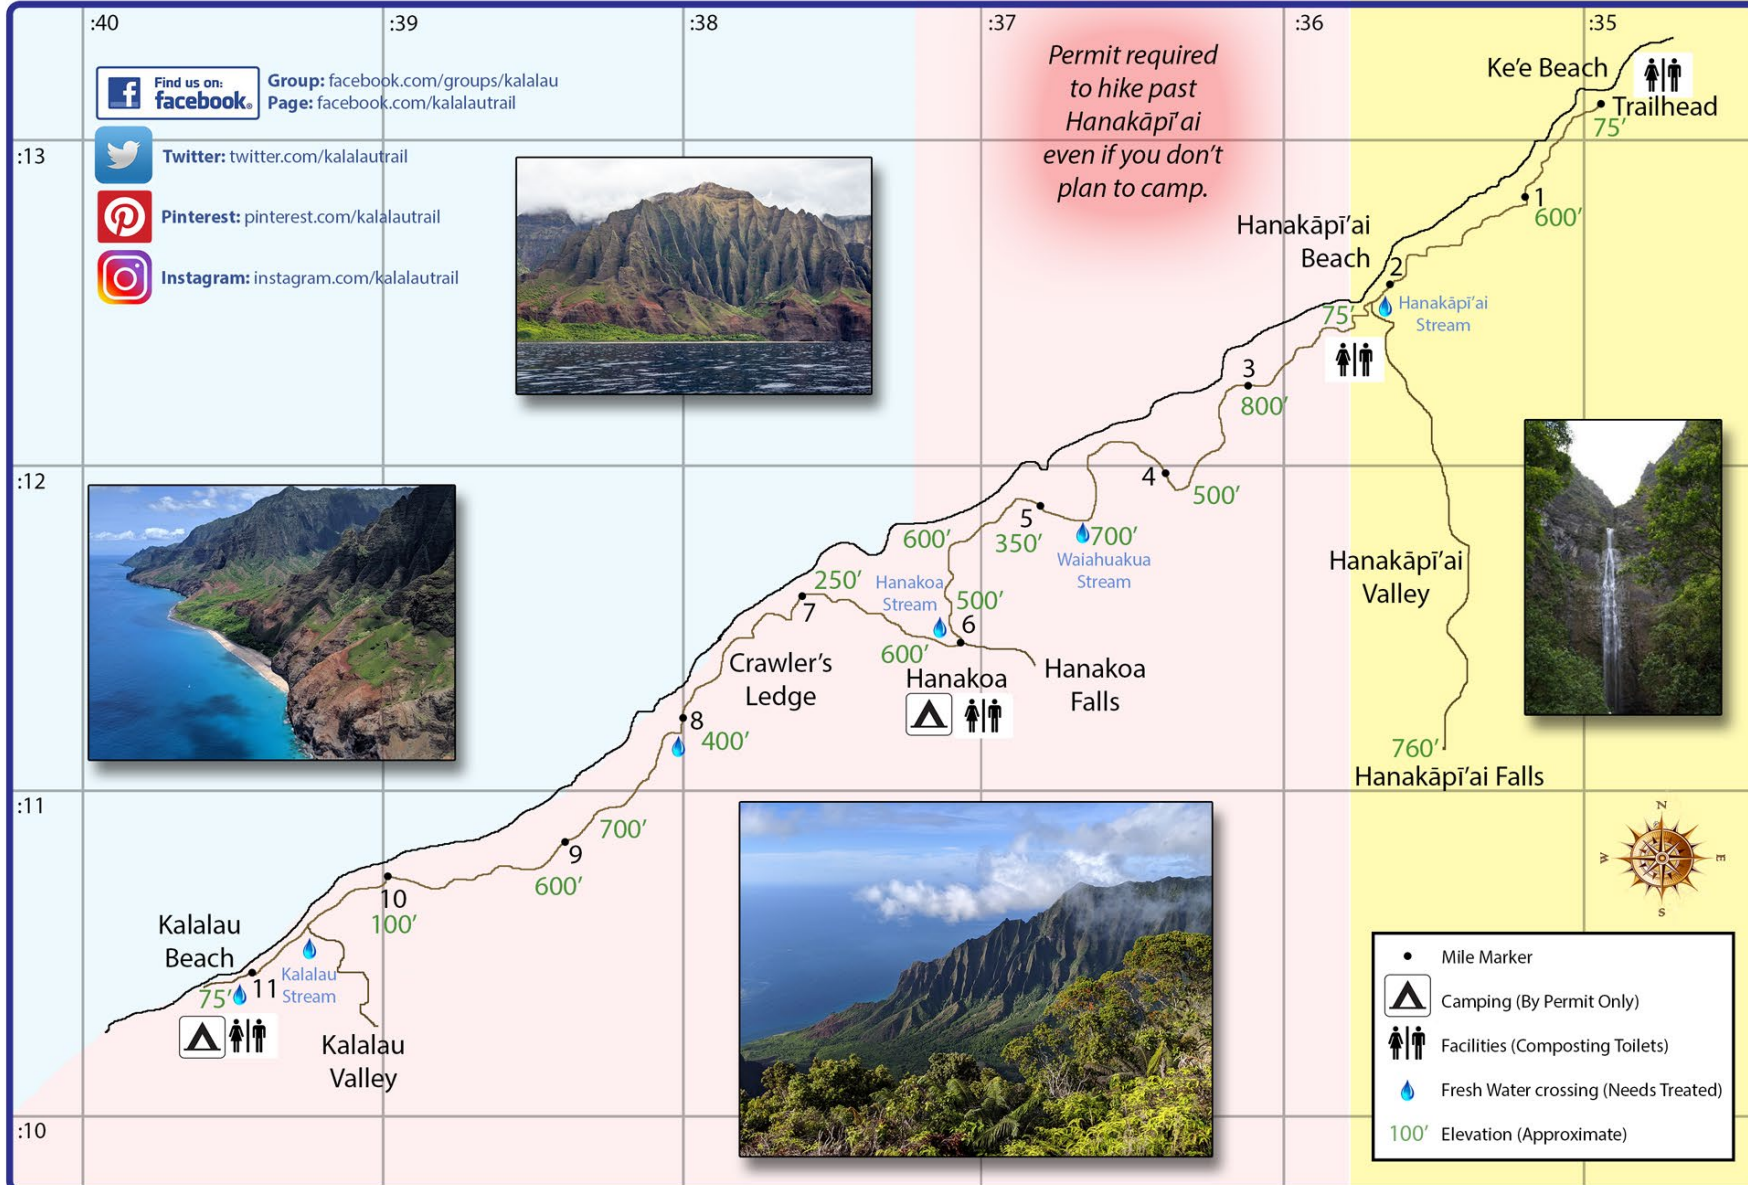 :40
:39
:38
:37
:36
:35
Find us on:
facebook®
Group: facebook.com/groups/kalalau
Page: facebook.com/kalalautrail
Twitter: twitter.com/kalalautrail
Pinterest: pinterest.com/kalalautrail
Instagram: instagram.com/kalalautrail
Permit required
to hike past
Hanakāpī'ai
even if you don't
plan to camp.
Ke'e Beach
Trailhead
75'
:13
1
600'
Hanakāpī'ai
Beach
2
Hanakāpī'ai
Stream
75'
3
800'
:12
4
500'
5
350'
700'
Waiahuakua
Stream
600'
Hanakāpī'ai
Valley
250'
7
Hanakoa
Stream
500'
6
600'
Hanakoa
Hanakoa
Falls
Crawler's
Ledge
8
400'
760'
Hanakāpī'ai Falls
:11
700'
9
600'
10
100'
Kalalau
Beach
11
75'
Kalalau
Stream
Kalalau
Valley
:10
N
W
E
S
Mile Marker
Camping (By Permit Only)
Facilities (Composting Toilets)
Fresh Water crossing (Needs Treated)
100' Elevation (Approximate)